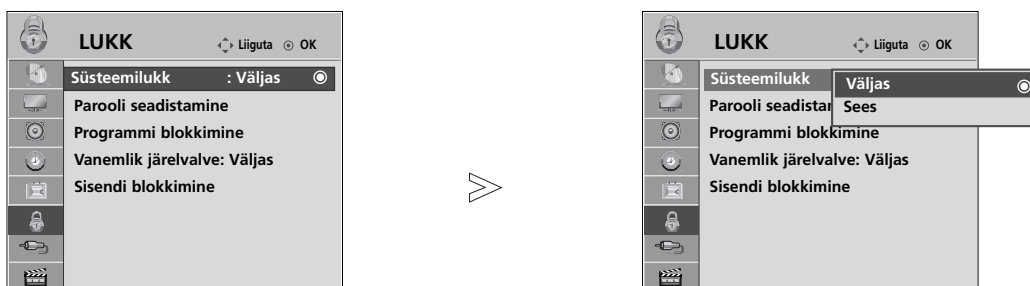 LUKK Liiguta OK
Süsteemilukk : Väljas
Parooli seadistamine
Programmi blokkimine
Vanemlik järelvalve: Väljas
Sisendi blokkimine
LUKK Liiguta OK
Süsteemilukk
Väljas
Parooli seadistar
Sees
Programmi blokkimine
Vanemlik järelvalve: Väljas
Sisendi blokkimine